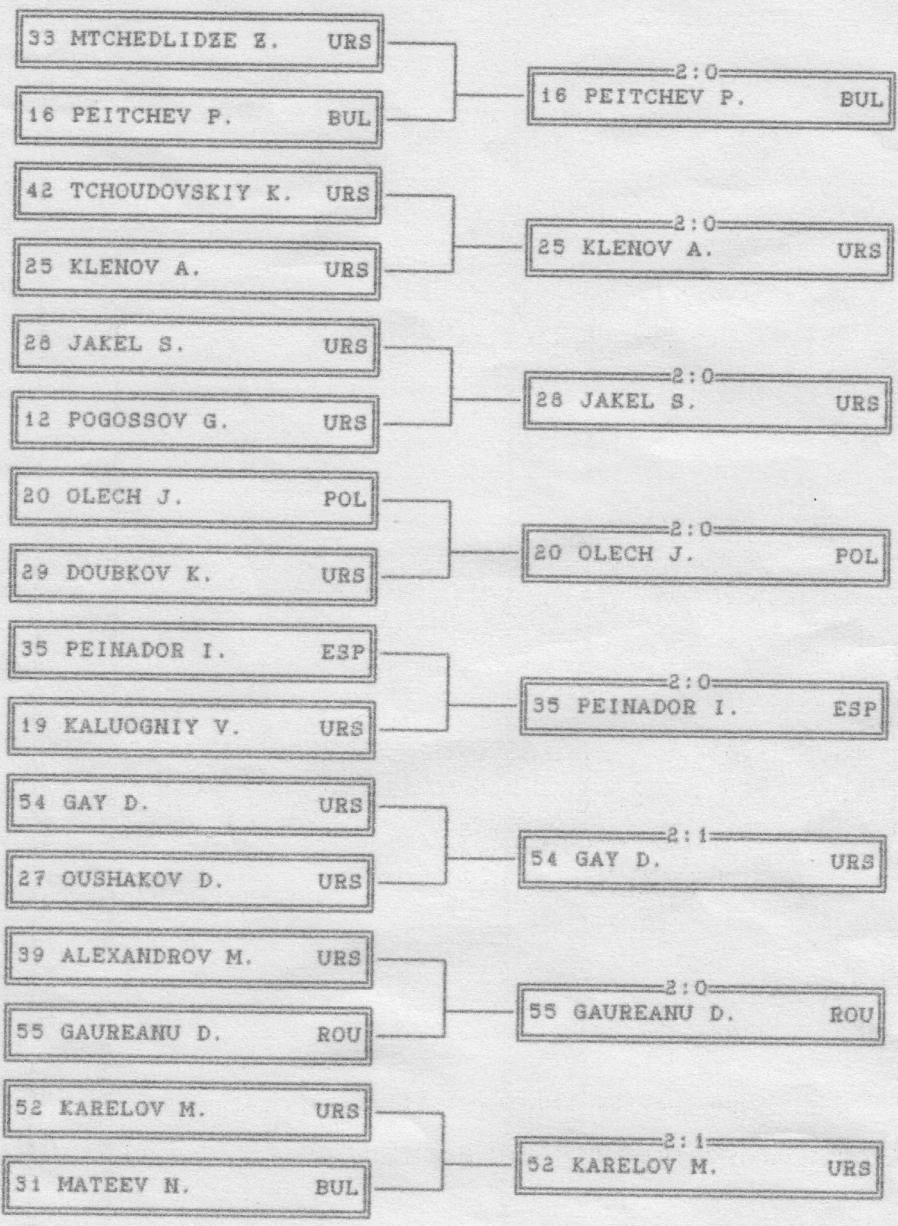 33 MTCHEDLIDZE Z. URS
16 PEITCHEV P. BUL
42 TCHOUDOVSKIY K. URS
25 KLENOV A. URS
28 JAKEL S. URS
12 POGOSSOV G. URS
20 OLECH J. POL
29 DOUBKOV K. URS
35 PEINADOR I. ESP
19 KALUOGNIY V. URS
54 GAY D. URS
27 OUSHAKOV D. URS
39 ALEXANDROV M. URS
55 GAUREANU D. ROU
52 KARELOV M. URS
31 MATEEV N. BUL
2:0
16 PEITCHEV P. BUL
2:0
25 KLENOV A. URS
2:0
28 JAKEL S. URS
2:0
20 OLECH J. POL
2:0
35 PEINADOR I. ESP
2:1
54 GAY D. URS
2:0
55 GAUREANU D. ROU
2:1
52 KARELOV M. URS